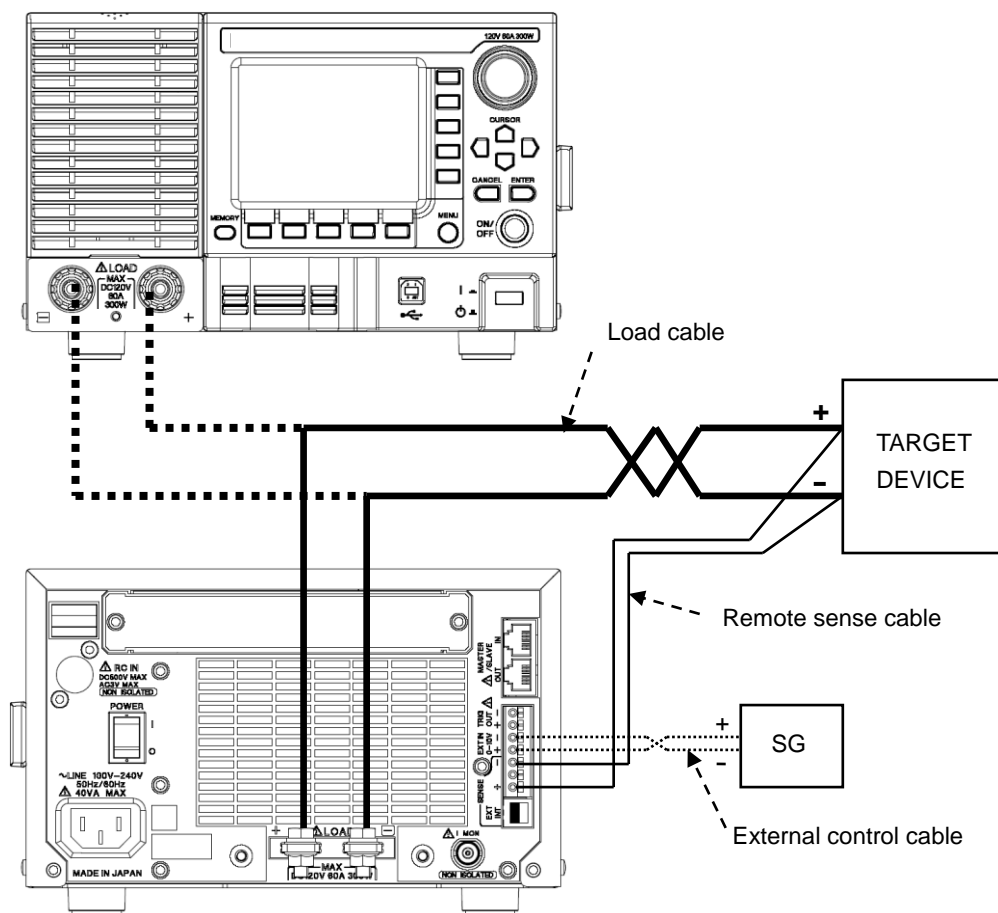 120V 60A 300W
CURSOR
CANCEL ENTER
MEMORY
MENU
ON/
OFF
LOAD
MAX
DC120V
60A
300W
- +
Load cable
+
-
TARGET
DEVICE
Remote sense cable
RC IN
DC500V MAX
AC3V MAX
NON ISOLATED
POWER
I
O
~LINE 100V-240V
50Hz/60Hz
40VA MAX
MADE IN JAPAN
MASTER
/SLAVE
OUT IN
TRIG
OUT
- +
EXT IN
0-10V
- +
SENSE
- +
EXT
INT
+ LOAD -
MAX
DC120V 60A 300W
I MON
NON ISOLATED
+
-
SG
External control cable